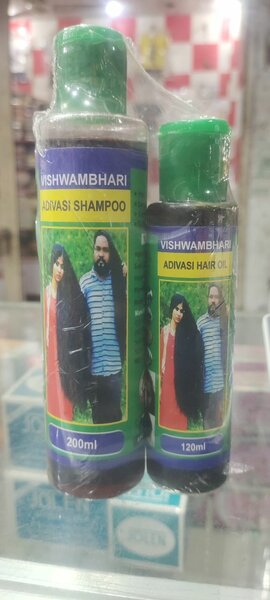 VISHWAMBHARI
ADIVASI SHAMPOO
200ml
VISHWAMBHARI
ADIVASI HAIR OIL
120ml
JOLEN